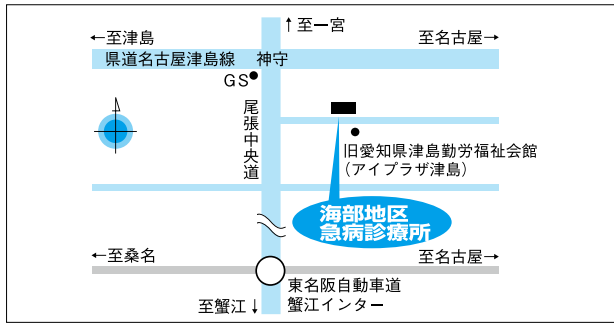 ↑至一宮
←至津島
至名古屋→
県道名古屋津島線
神守
GS
尾張中央道
旧愛知県津島勤労福祉会館
(アイプラザ津島)
海部地区
急病診療所
←至桑名
至名古屋→
東名阪自動車道
蟹江インター
至蟹江↓